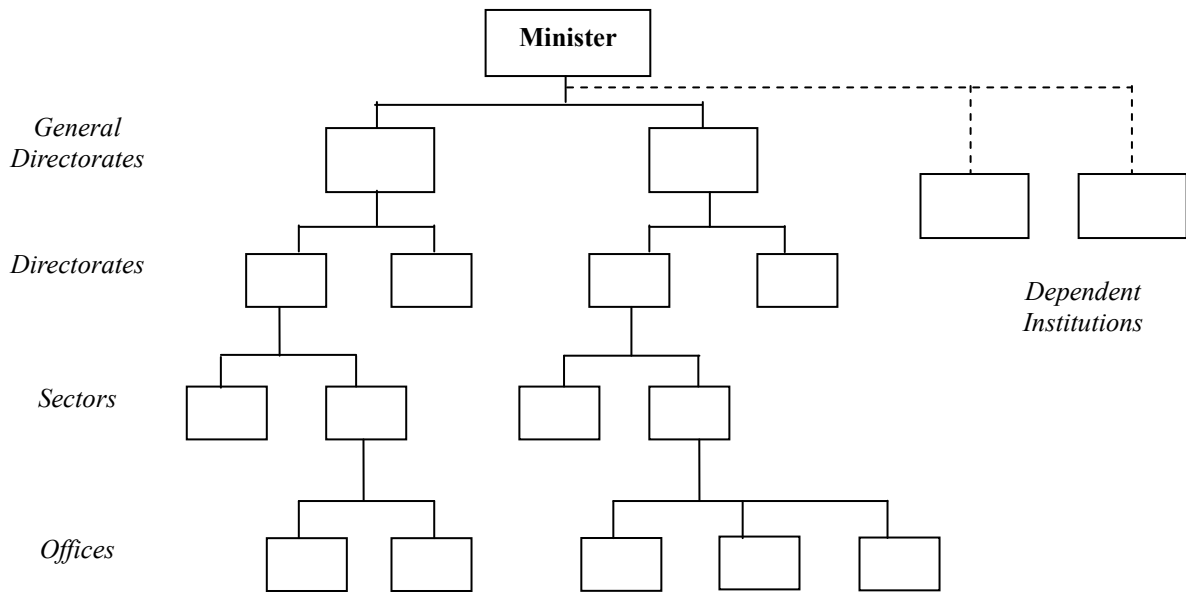 Minister
General
Directorates
Directorates
Dependent
Institutions
Sectors
Offices